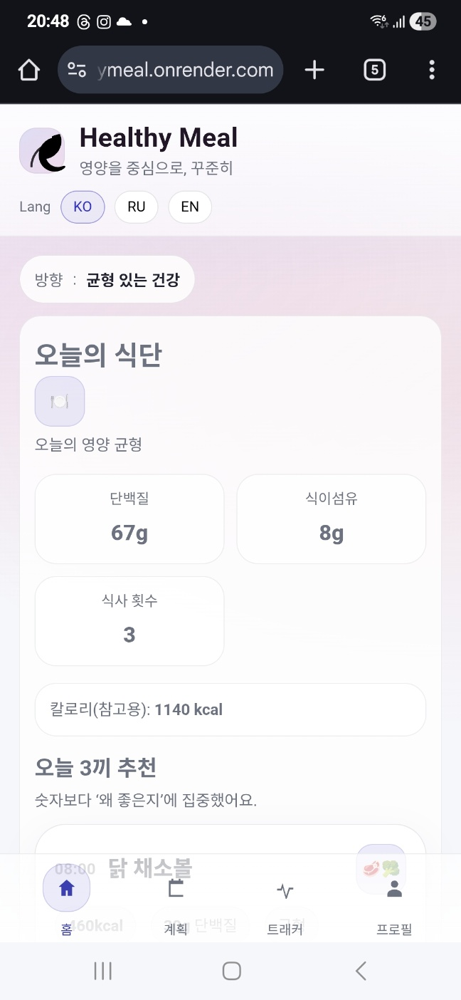 20:48
45
ymeal.onrender.com
5
Healthy Meal
영양을 중심으로, 꾸준히
Lang KO RU EN
방향 : 균형 있는 건강
오늘의 식단
오늘의 영양 균형
단백질 식이섬유
67g 8g
식사 횟수
3
칼로리(참고용): 1140 kcal
오늘 3끼 추천
숫자보다 ‘왜 좋은지’에 집중했어요.
08:00 닭 채소볼
460kcal 단백질
홈 계획 트래커 프로필